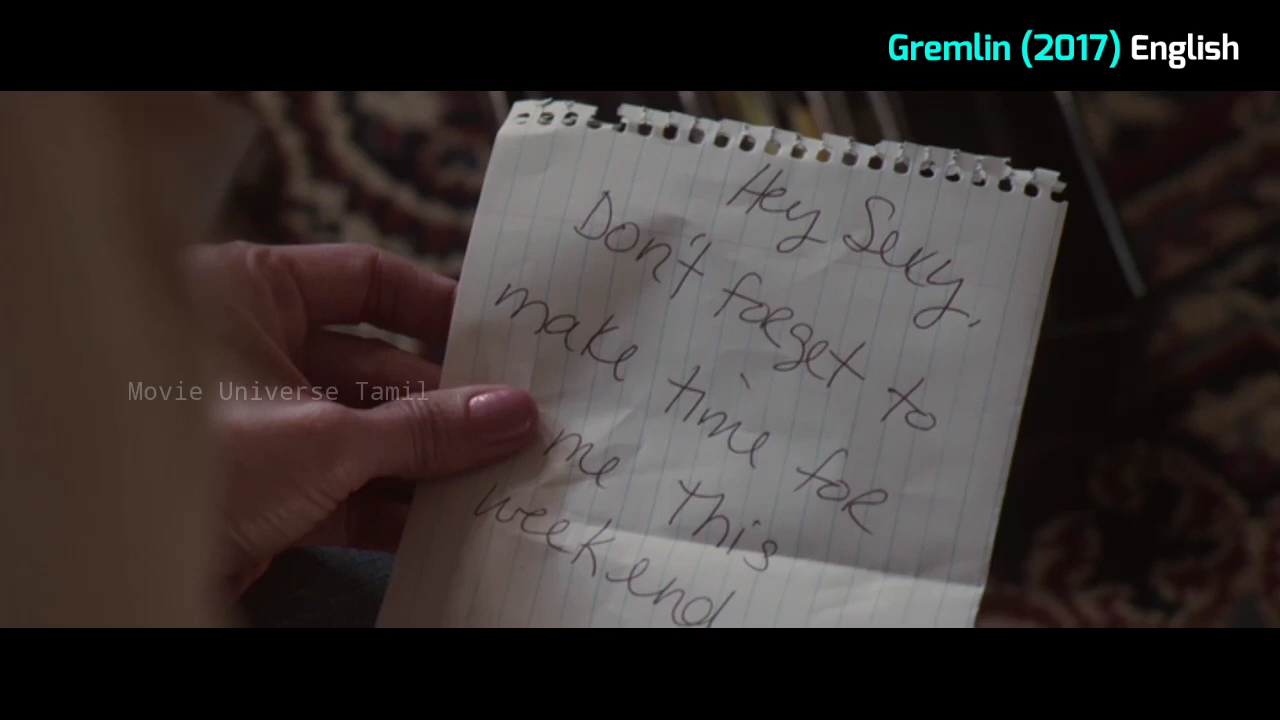 Gremlin (2017) English
Hey Sexy,
Don't forget to
make time for
me this
weekend
Movie Universe Tamil